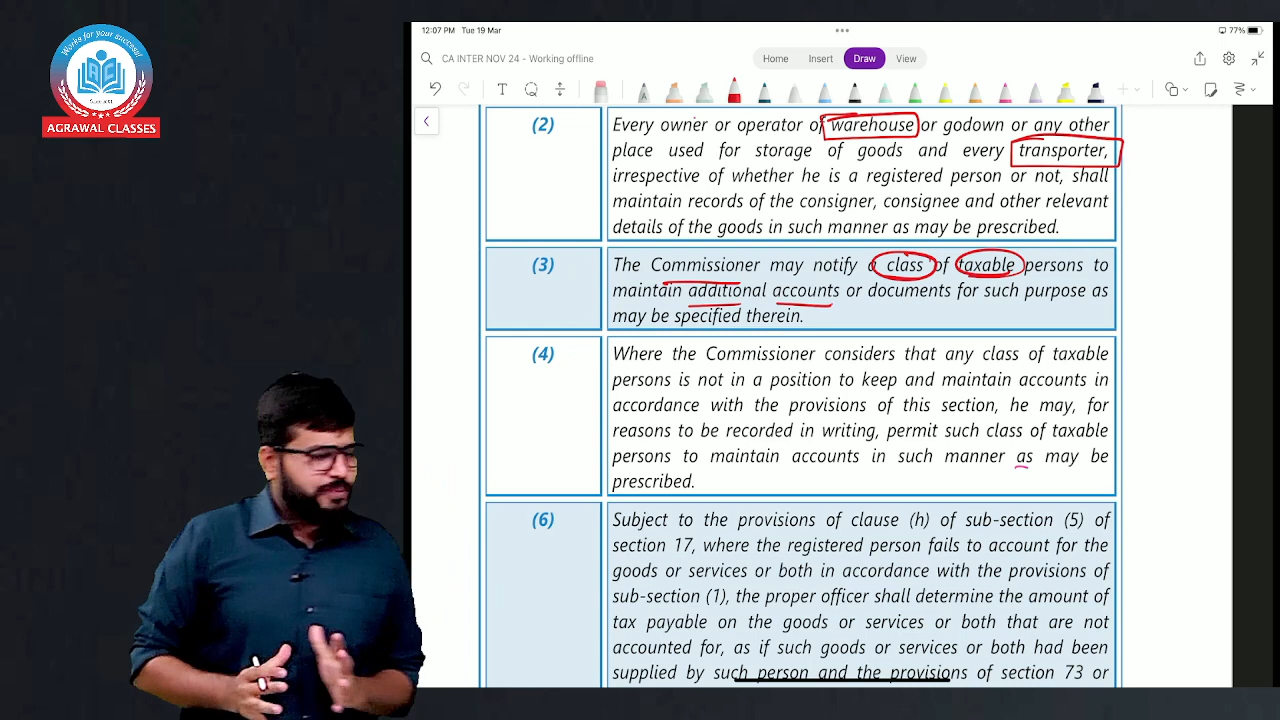 Works for your success!
AC
AGRAWAL CLASSES
12:07 PM Tue 19 Mar
77%
CA INTER NOV 24 - Working offline
Home Insert Draw View
(2)
Every owner or operator of warehouse or godown or any other
place used for storage of goods and every transporter,
irrespective of whether he is a registered person or not, shall
maintain records of the consigner, consignee and other relevant
details of the goods in such manner as may be prescribed.
(3)
The Commissioner may notify a class of taxable persons to
maintain additional accounts or documents for such purpose as
may be specified therein.
(4)
Where the Commissioner considers that any class of taxable
persons is not in a position to keep and maintain accounts in
accordance with the provisions of this section, he may, for
reasons to be recorded in writing, permit such class of taxable
persons to maintain accounts in such manner as may be
prescribed.
(6)
Subject to the provisions of clause (h) of sub-section (5) of
section 17, where the registered person fails to account for the
goods or services or both in accordance with the provisions of
sub-section (1), the proper officer shall determine the amount of
tax payable on the goods or services or both that are not
accounted for, as if such goods or services or both had been
supplied by such person and the provisions of section 73 or